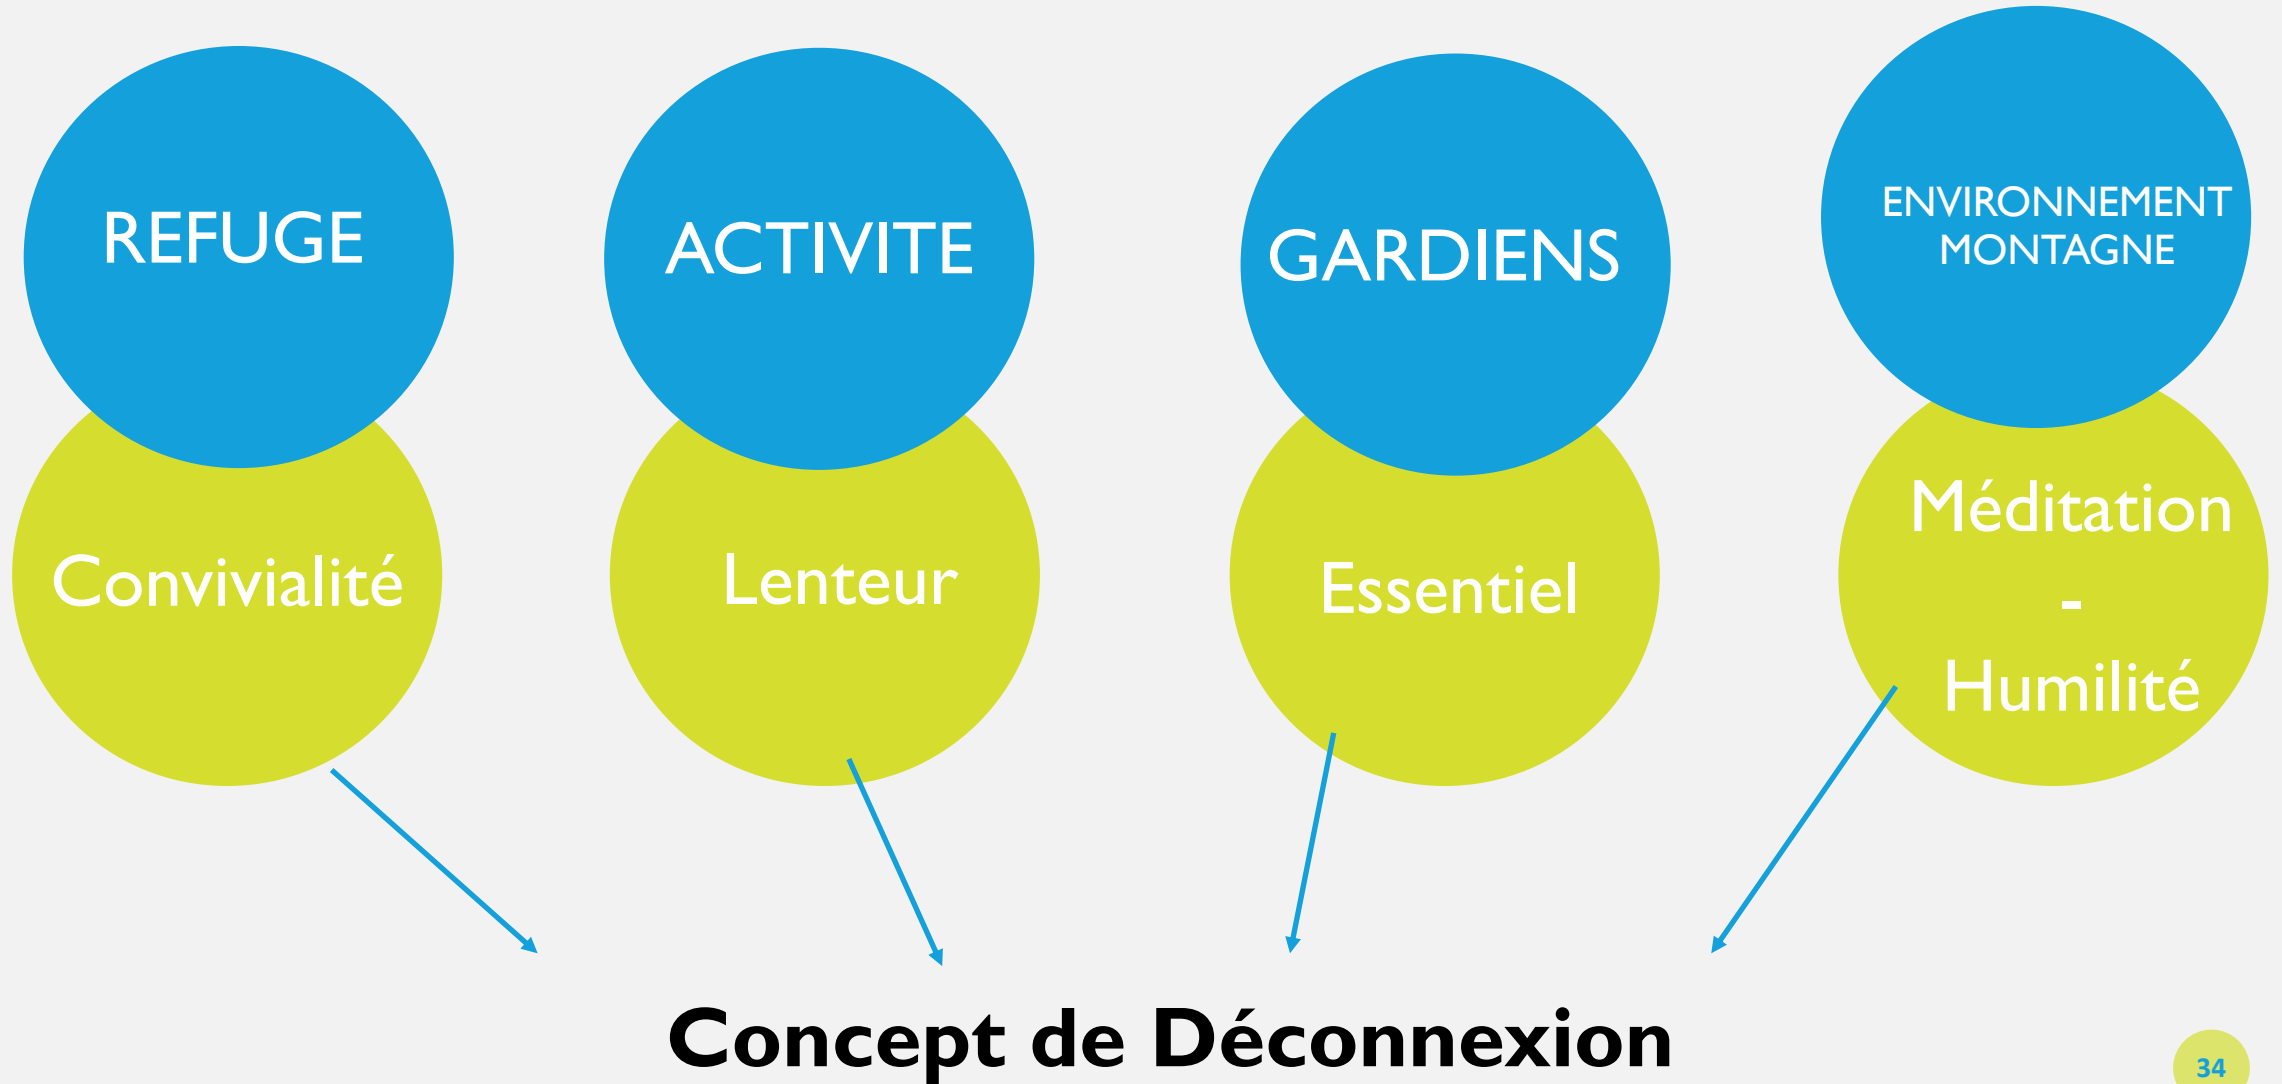 REFUGE
Convivialité
ACTIVITE
Lenteur
GARDIENS
Essentiel
ENVIRONNEMENT
MONTAGNE
Méditation
-
Humilité
Concept de Déconnexion
34